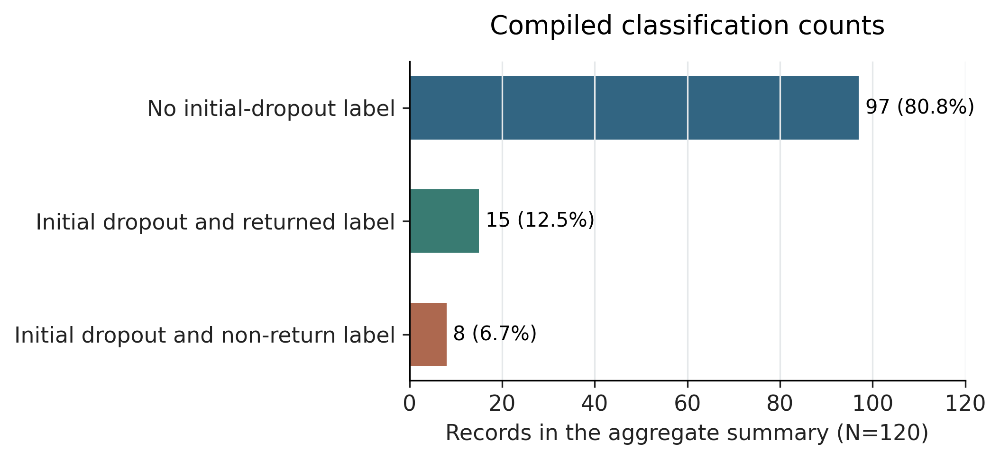 Compiled classification counts
No initial-dropout label
97 (80.8%)
Initial dropout and returned label
15 (12.5%)
Initial dropout and non-return label
8 (6.7%)
0 20 40 60 80 100 120
Records in the aggregate summary (N=120)